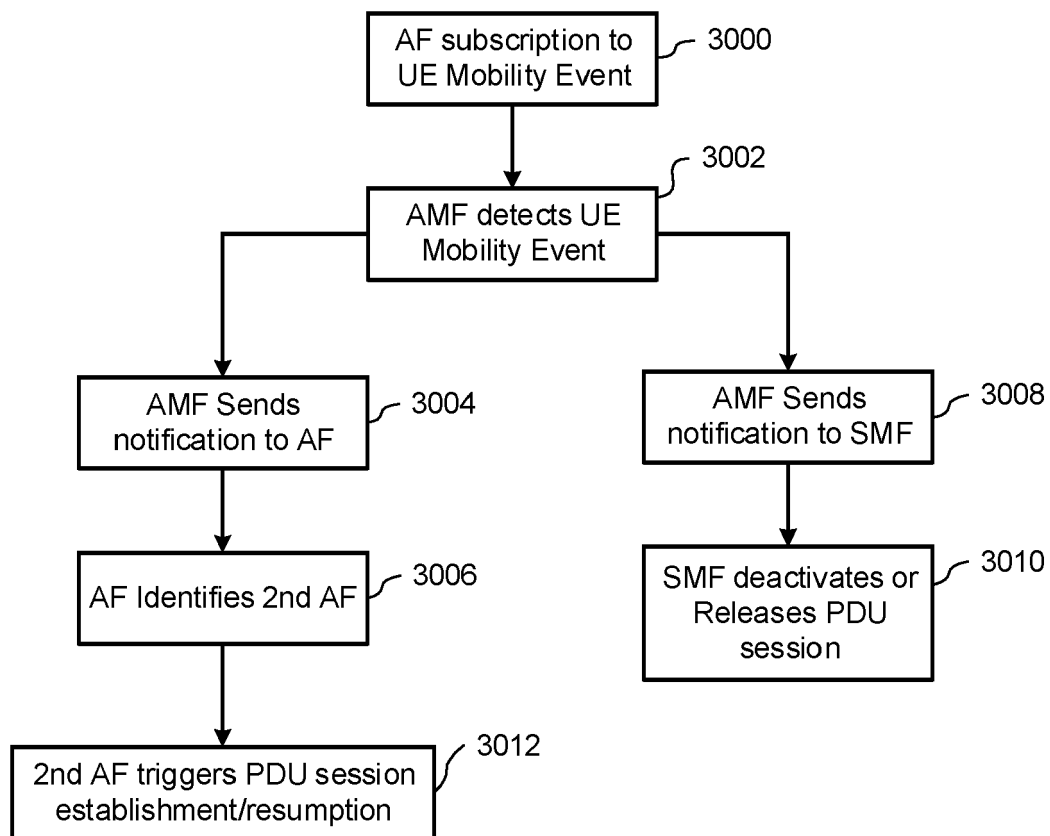 AF subscription to
UE Mobility Event
3000
3002
AMF detects UE
Mobility Event
AMF Sends
notification to AF
3004
AMF Sends
notification to SMF
3008
AF Identifies 2nd AF
3006
SMF deactivates or
Releases PDU
session
3010
2nd AF triggers PDU session
establishment/resumption
3012